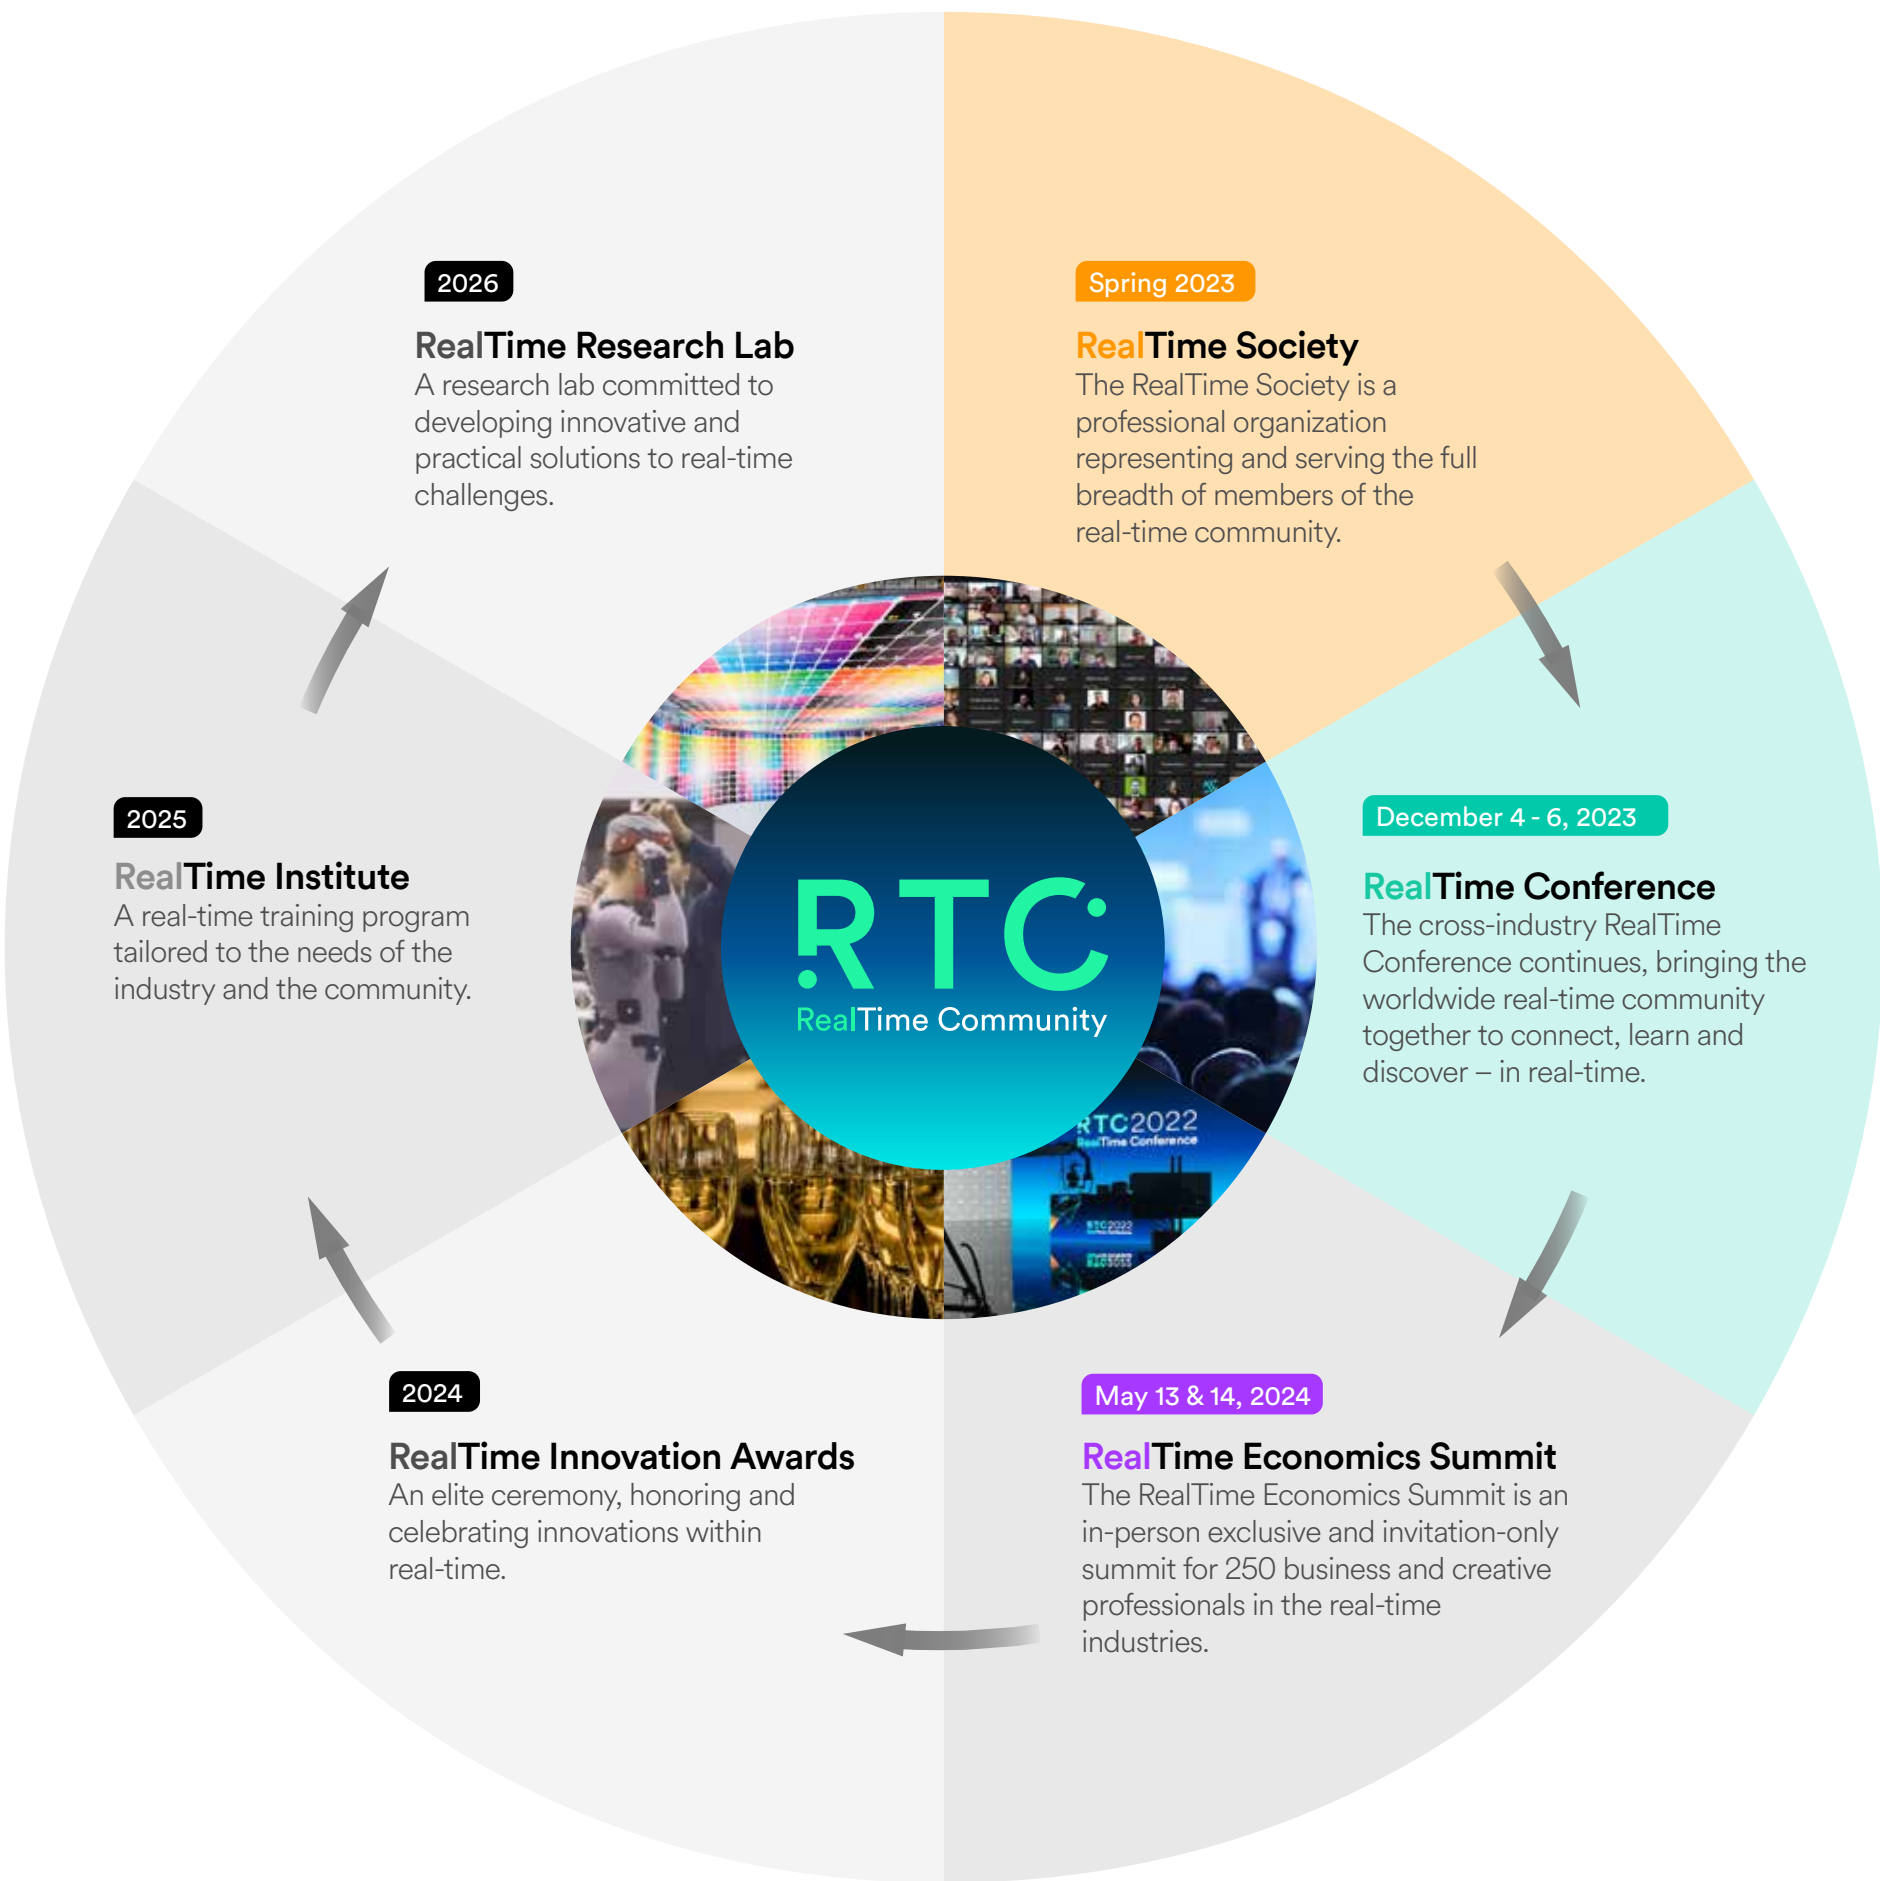 Spring 2023
RealTime Society
The RealTime Society is a
professional organization
representing and serving the full
breadth of members of the
real-time community.
December 4 - 6, 2023
RealTime Conference
The cross-industry RealTime
Conference continues, bringing the
worldwide real-time community
together to connect, learn and
discover – in real-time.
May 13 & 14, 2024
RealTime Economics Summit
The RealTime Economics Summit is an
in-person exclusive and invitation-only
summit for 250 business and creative
professionals in the real-time
industries.
2024
RealTime Innovation Awards
An elite ceremony, honoring and
celebrating innovations within
real-time.
2025
RealTime Institute
A real-time training program
tailored to the needs of the
industry and the community.
2026
RealTime Research Lab
A research lab committed to
developing innovative and
practical solutions to real-time
challenges.
RTC
RealTime Community
RTC2022
RealTime Conference
RTC2022